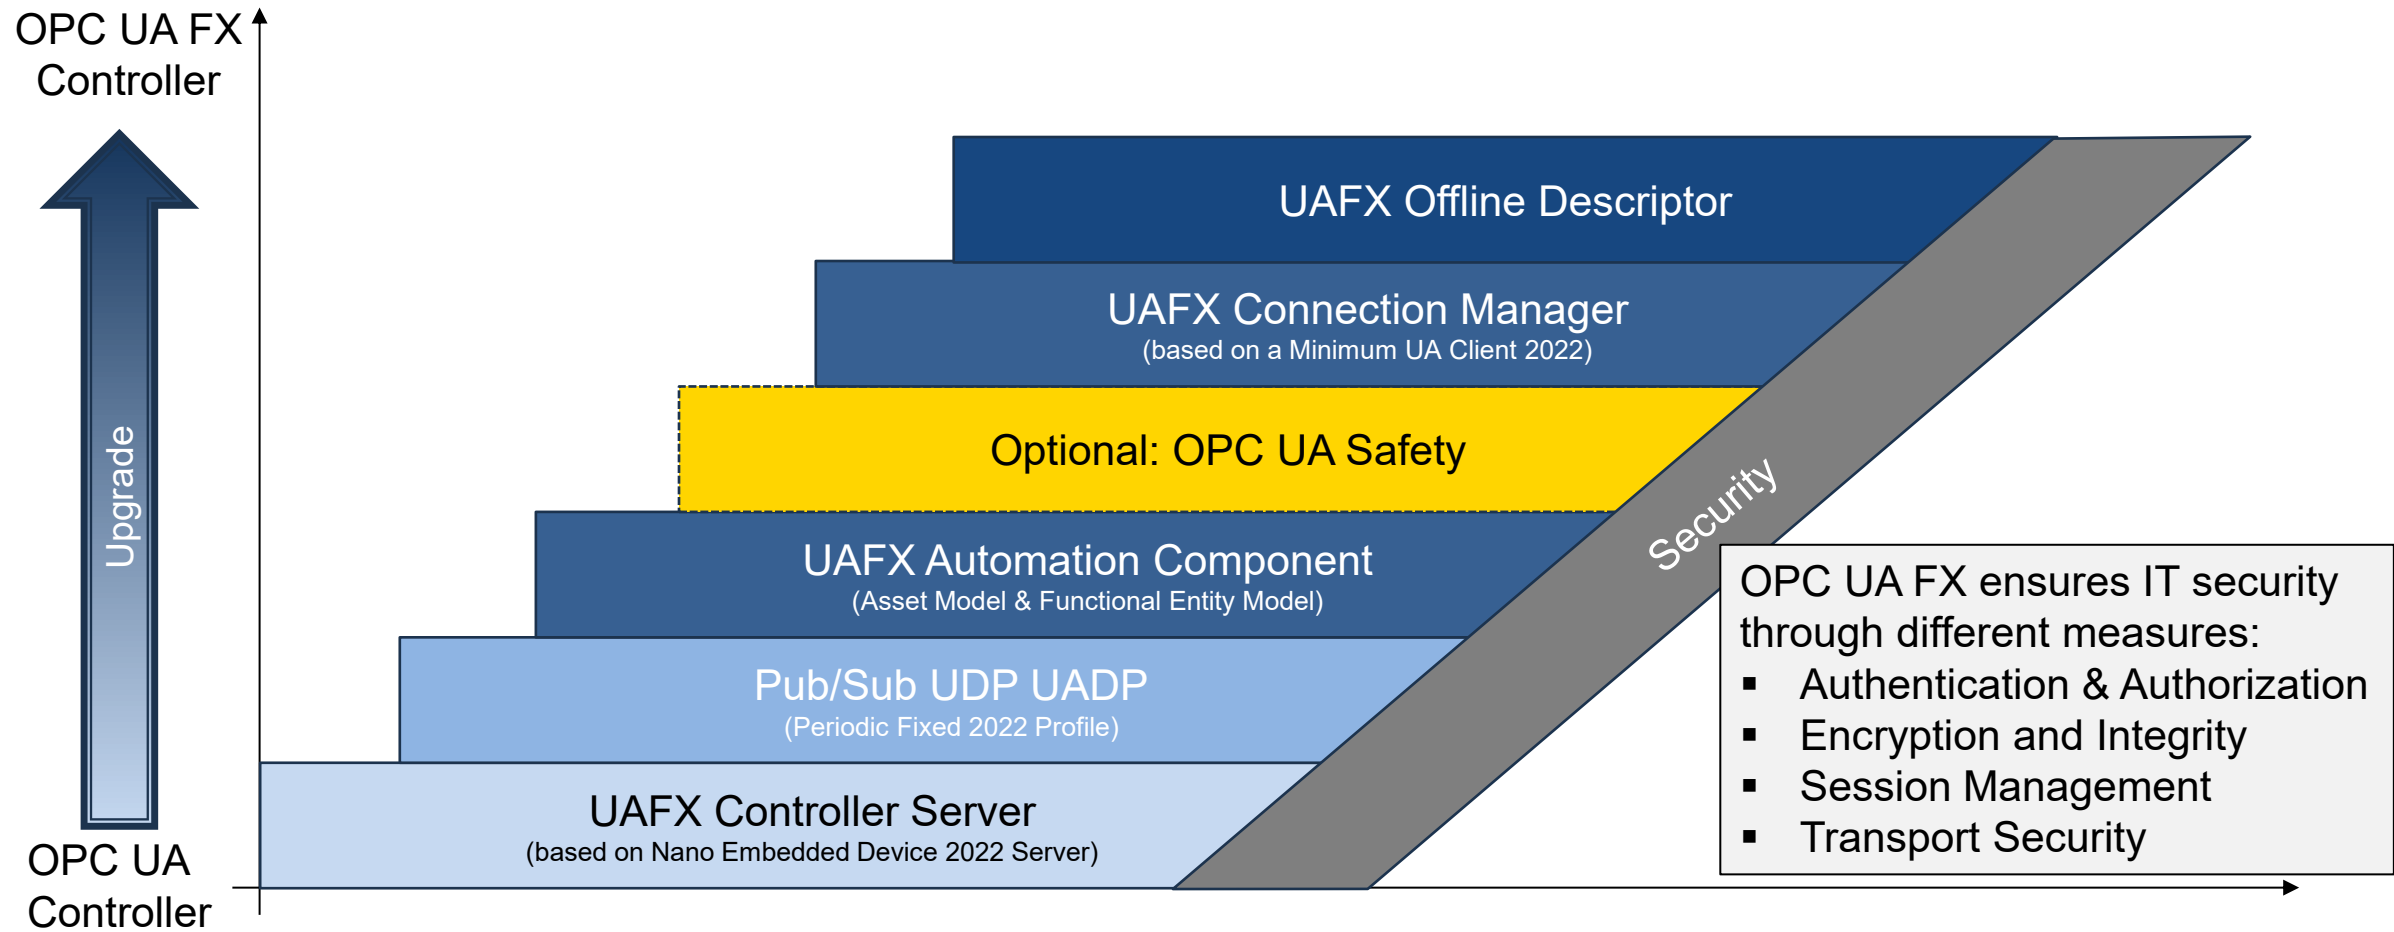 OPC UA FX
Controller
Upgrade
OPC UA
Controller
UAFX Offline Descriptor
UAFX Connection Manager
(based on a Minimum UA Client 2022)
Optional: OPC UA Safety
UAFX Automation Component
(Asset Model & Functional Entity Model)
Pub/Sub UDP UADP
(Periodic Fixed 2022 Profile)
UAFX Controller Server
(based on Nano Embedded Device 2022 Server)
Security
OPC UA FX ensures IT security
through different measures:
▪ Authentication & Authorization
▪ Encryption and Integrity
▪ Session Management
▪ Transport Security